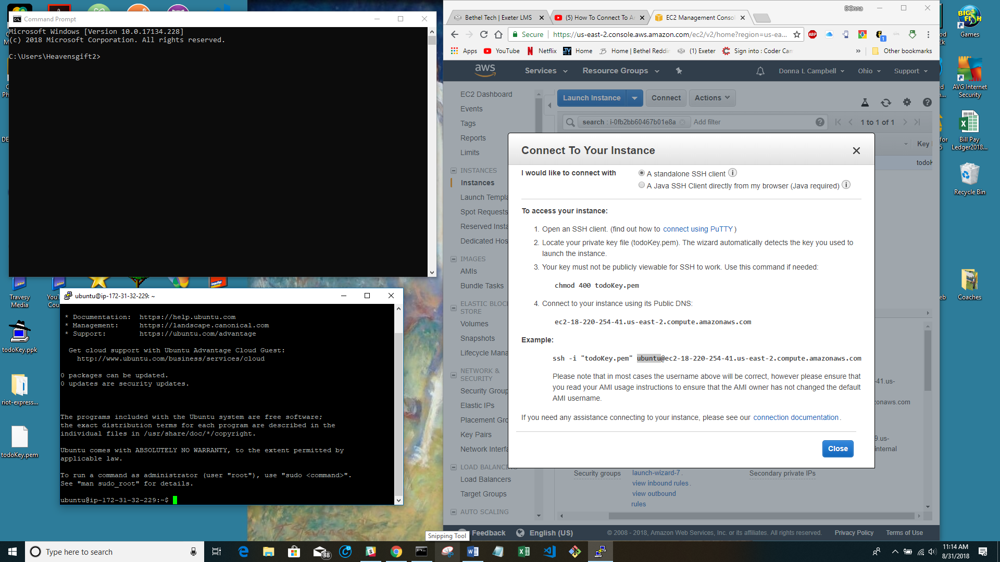 Command Prompt
Microsoft Windows [Version 10.0.17134.228]
(c) 2018 Microsoft Corporation. All rights reserved.
C:\Users\Heavensgift2>
Travesy
Media
todoKey.ppk
riot-express...
todoKey.pem
ubuntu@ip-172-31-32-229: ~
* Documentation: https://help.ubuntu.com
* Management: https://landscape.canonical.com
* Support: https://ubuntu.com/advantage
Get cloud support with Ubuntu Advantage Cloud Guest:
http://www.ubuntu.com/business/services/cloud
0 packages can be updated.
0 updates are security updates.
The programs included with the Ubuntu system are free software;
the exact distribution terms for each program are described in the
individual files in /usr/share/doc/*/copyright.
Ubuntu comes with ABSOLUTELY NO WARRANTY, to the extent permitted by
applicable law.
To run a command as administrator (user "root"), use "sudo <command>".
See "man sudo_root" for details.
ubuntu@ip-172-31-32-229:~$
DOnna
Bethel Tech | Exeter LMS
(5) How To Connect To A
EC2 Management Conso
Secure
https://us-east-2.console.aws.amazon.com/ec2/v2/home?region=us-ea...
ABP
1
Apps
YouTube
Netflix
Home
Home | Bethel Reddin
(1) Exeter
Sign into : Coder Cam
»
Other bookmarks
aws
Services
Resource Groups
Donna L Campbell
Ohio
Support
EC2 Dashboard
Events
Tags
Reports
Limits
INSTANCES
Instances
Launch Templa
Spot Requests
Reserved Insta
Dedicated Hos
IMAGES
AMIs
Bundle Tasks
ELASTIC BLOC
STORE
Volumes
Snapshots
Lifecycle Mana
NETWORK &
SECURITY
Security Group
Elastic IPs
Placement Gro
Key Pairs
Network Interfa
LOAD BALANCING
Load Balancers
Target Groups
AUTO SCALING
Launch Instance
Connect
Actions
search : i-0fb2bb60467b01e8a
Add filter
1 to 1 of 1
Key
todoK
Connect To Your Instance
I would like to connect with
A standalone SSH client
A Java SSH Client directly from my browser (Java required)
To access your instance:
1. Open an SSH client. (find out how to connect using PuTTY)
2. Locate your private key file (todoKey.pem). The wizard automatically detects the key you used to
launch the instance.
3. Your key must not be publicly viewable for SSH to work. Use this command if needed:
chmod 400 todoKey.pem
4. Connect to your instance using its Public DNS:
ec2-18-220-254-41.us-east-2.compute.amazonaws.com
Example:
ssh -i "todoKey.pem" ubuntu@ec2-18-220-254-41.us-east-2.compute.amazonaws.com
Please note that in most cases the username above will be correct, however please ensure that
you read your AMI usage instructions to ensure that the AMI owner has not changed the default
AMI username.
If you need any assistance connecting to your instance, please see our connection documentation.
Close
-41.us-
zonaws.com
9.us-
internal
Security groups
launch-wizard-7.
view inbound rules.
view outbound
rules
Secondary private IPs
Feedback
English (US)
© 2008 - 2018, Amazon Web Services, Inc. or its affiliates. All rights reserved.
Privacy Policy
Terms of Use
BIG FISH
Games
AVG Internet
Security
Bill Pay
Ledger2018...
Recycle Bin
Coaches
Snipping Tool
Type here to search
38
11:14 AM
8/31/2018